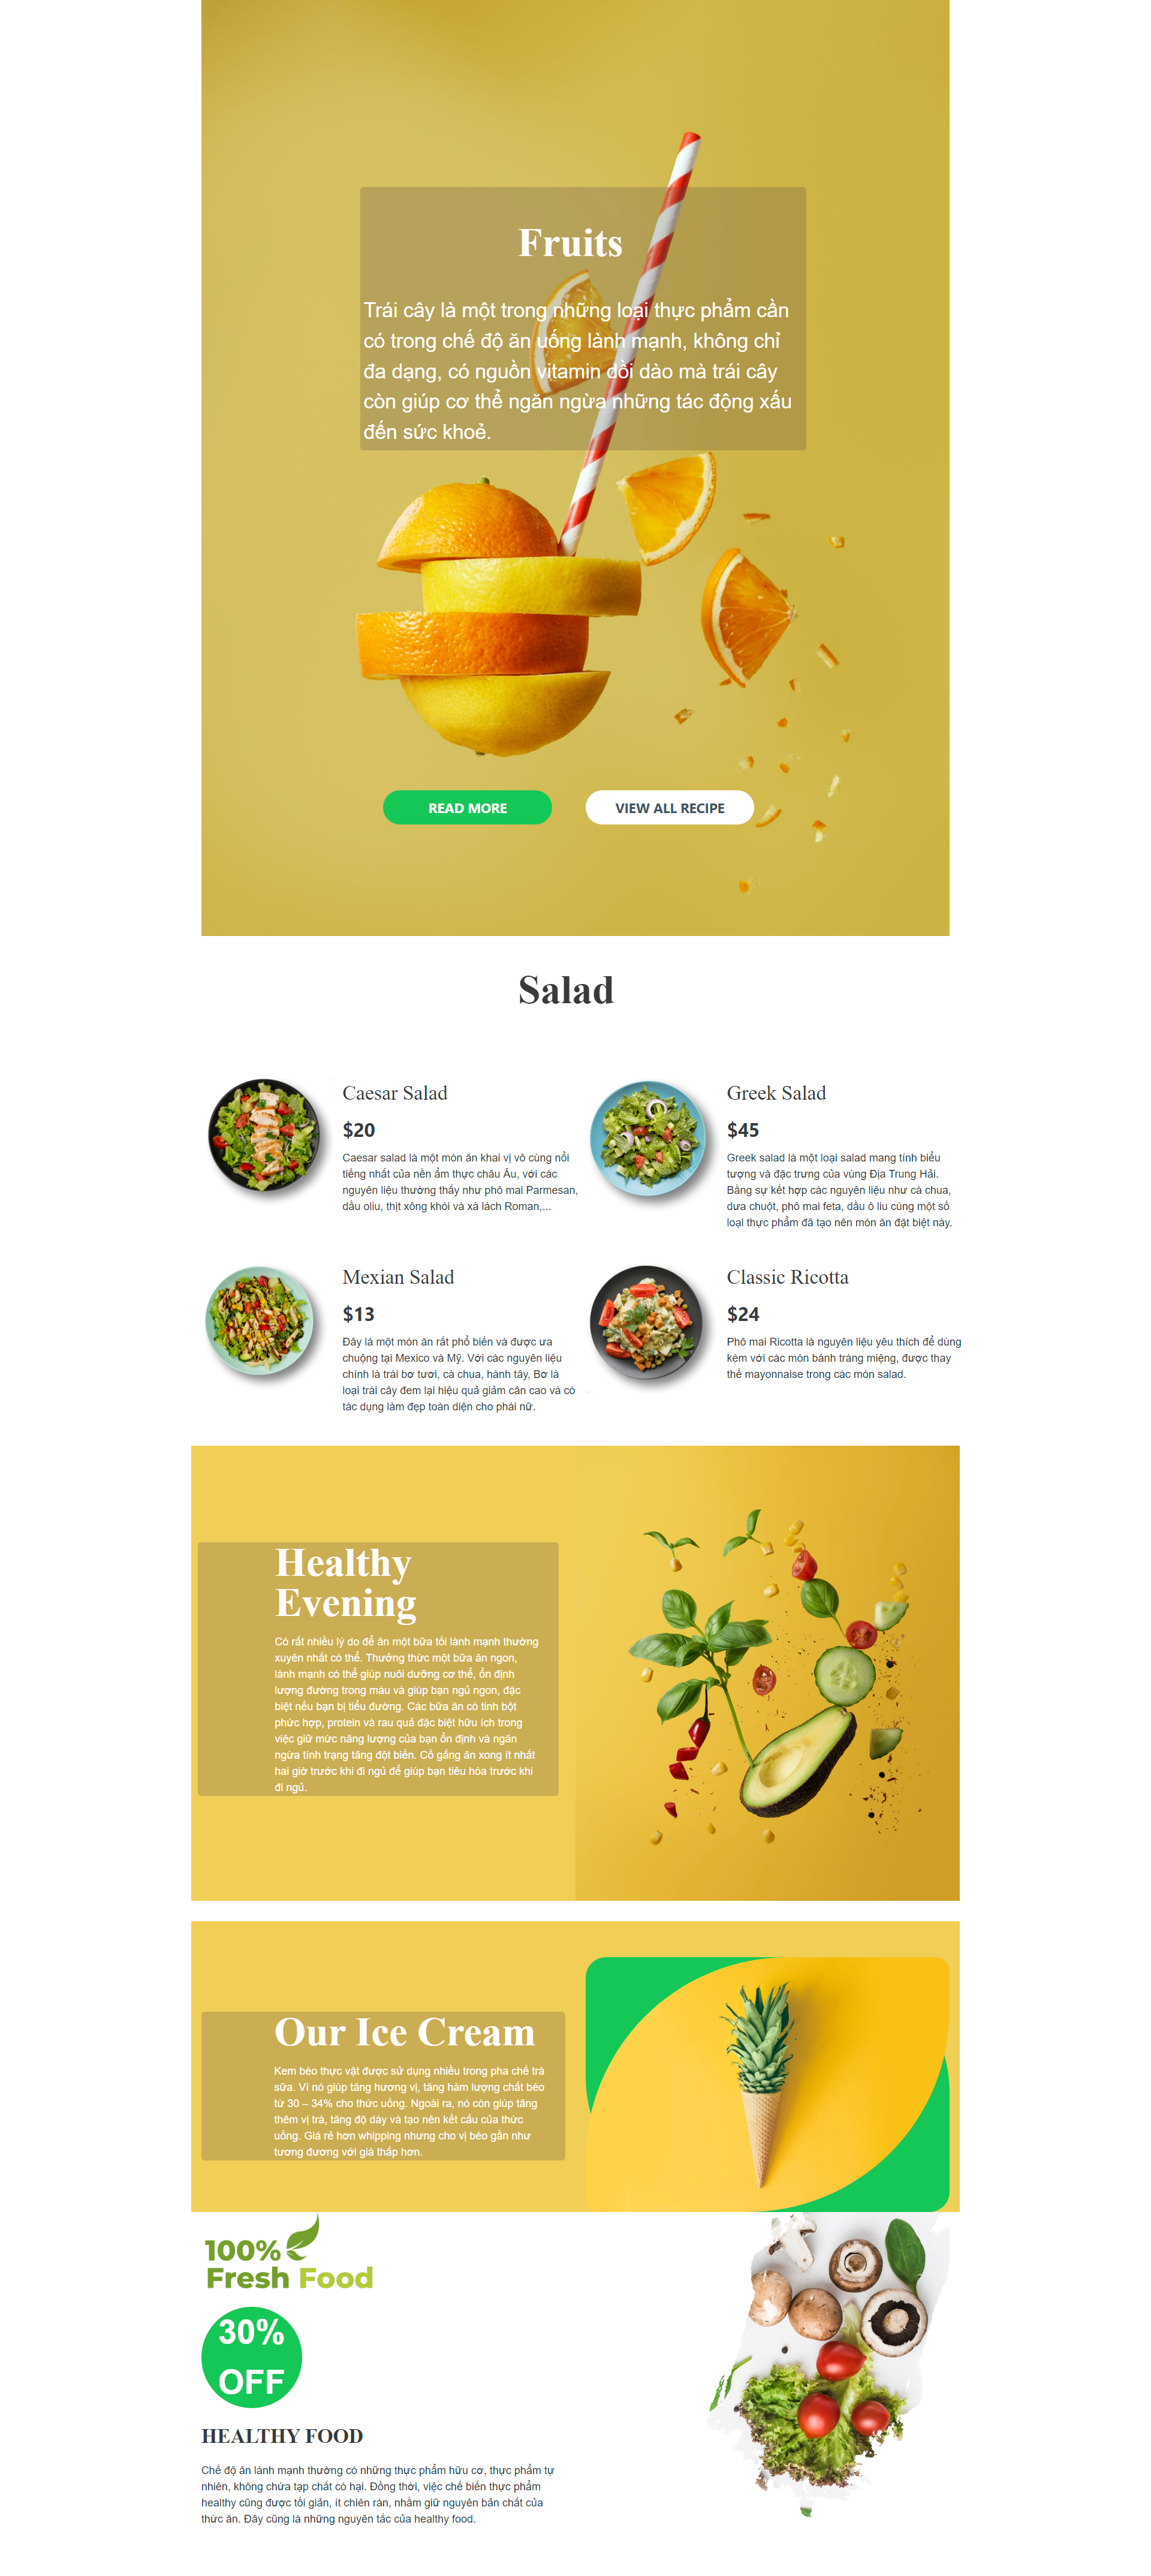 Fruits
Trái cây là một trong những loại thực phẩm cần
có trong chế độ ăn uống lành mạnh, không chỉ
đa dạng, có nguồn vitamin dồi dào mà trái cây
còn giúp cơ thể ngăn ngừa những tác động xấu
đến sức khoẻ.
READ MORE
VIEW ALL RECIPE
Salad
Caesar Salad
$20
Caesar salad là một món ăn khai vị vô cùng nổi
tiếng nhất của nền ẩm thực châu Âu, với các
nguyên liệu thường thấy như phô mai Parmesan,
dầu oliu, thịt xông khói và xà lách Roman,...
Greek Salad
$45
Greek salad là một loại salad mang tính biểu
tượng và đặc trưng của vùng Địa Trung Hải.
Bằng sự kết hợp các nguyên liệu như cà chua,
dưa chuột, phô mai feta, dầu ô liu cùng một số
loại thực phẩm đã tạo nên món ăn đặt biệt này.
Mexian Salad
$13
Đây là một món ăn rất phổ biến và được ưa
chuộng tại Mexico và Mỹ. Với các nguyên liệu
chính là trái bơ tươi, cà chua, hành tây, Bơ là
loại trái cây đem lại hiệu quả giảm cân cao và có
tác dụng làm đẹp toàn diện cho phái nữ.
Classic Ricotta
$24
Phô mai Ricotta là nguyên liệu yêu thích để dùng
kèm với các món bánh tráng miệng, được thay
thế mayonnaise trong các món salad.
Healthy
Evening
Có rất nhiều lý do để ăn một bữa tối lành mạnh thường
xuyên nhất có thể. Thưởng thức một bữa ăn ngon,
lành mạnh có thể giúp nuôi dưỡng cơ thể, ổn định
lượng đường trong máu và giúp bạn ngủ ngon, đặc
biệt nếu bạn bị tiểu đường. Các bữa ăn có tinh bột
phức hợp, protein và rau quả đặc biệt hữu ích trong
việc giữ mức năng lượng của bạn ổn định và ngăn
ngừa tình trạng tăng đột biến. Cố gắng ăn xong ít nhất
hai giờ trước khi đi ngủ để giúp bạn tiêu hóa trước khi
đi ngủ.
Our Ice Cream
Kem béo thực vật được sử dụng nhiều trong pha chế trà
sữa. Vì nó giúp tăng hương vị, tăng hàm lượng chất béo
từ 30 – 34% cho thức uống. Ngoài ra, nó còn giúp tăng
thêm vị trà, tăng độ dày và tạo nên kết cấu của thức
uống. Giá rẻ hơn whipping nhưng cho vị béo gần như
tương đương với giá thấp hơn.
100%
Fresh Food
30%
OFF
HEALTHY FOOD
Chế độ ăn lành mạnh thường có những thực phẩm hữu cơ, thực phẩm tự
nhiên, không chứa tạp chất có hại. Đồng thời, việc chế biến thực phẩm
healthy cũng được tối giản, ít chiên rán, nhằm giữ nguyên bản chất của
thức ăn. Đây cũng là những nguyên tắc của healthy food.